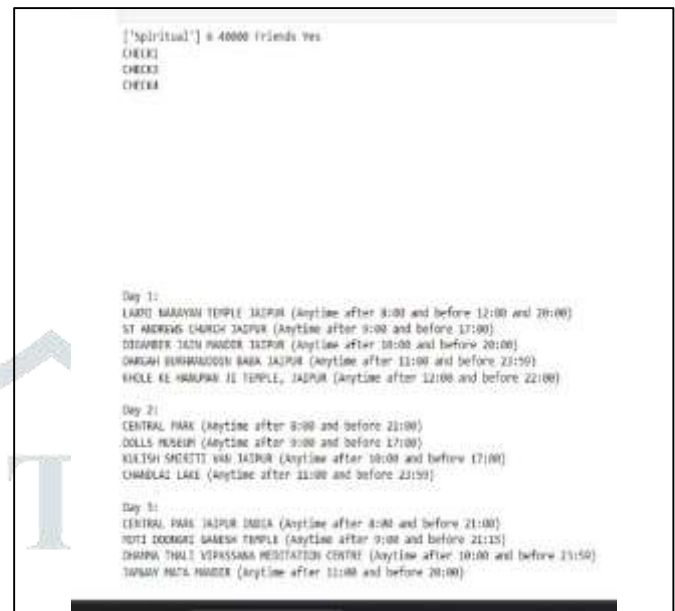 ['Spiritual'] 6 40000 Friends Yes
CHECK1
CHECK3
CHECK4
Day 1:
LAXMI NARAYAN TEMPLE JAIPUR (Anytime after 8:00 and before 12:00 and 20:00)
ST ANDREWS CHURCH JAIPUR (Anytime after 9:00 and before 17:00)
DIGAMBER JAIN MANDIR JAIPUR (Anytime after 10:00 and before 20:00)
DARGAH BURHANUDDIN BABA JAIPUR (Anytime after 11:00 and before 23:59)
KHOLE KE HANUMAN JI TEMPLE, JAIPUR (Anytime after 12:00 and before 22:00)
Day 2:
CENTRAL PARK (Anytime after 8:00 and before 21:00)
DOLLS MUSEUM (Anytime after 9:00 and before 17:00)
KULISH SMRITI VAN JAIPUR (Anytime after 10:00 and before 17:00)
CHANDLAI LAKE (Anytime after 11:00 and before 23:59)
Day
CENTRAL PARK JAIPUR INDIA (Anytime after 8:00 and before 21:00)
MOTI DOONGRI GANESH TEMPLE (Anytime after 9:00 and before 21:15)
DHAMMA THALI VIPASSANA MEDITATION CENTRE (Anytime after 10:00 and before 23:59)
MATA MANDIR (Anytime after 11:00 and before 20:00)